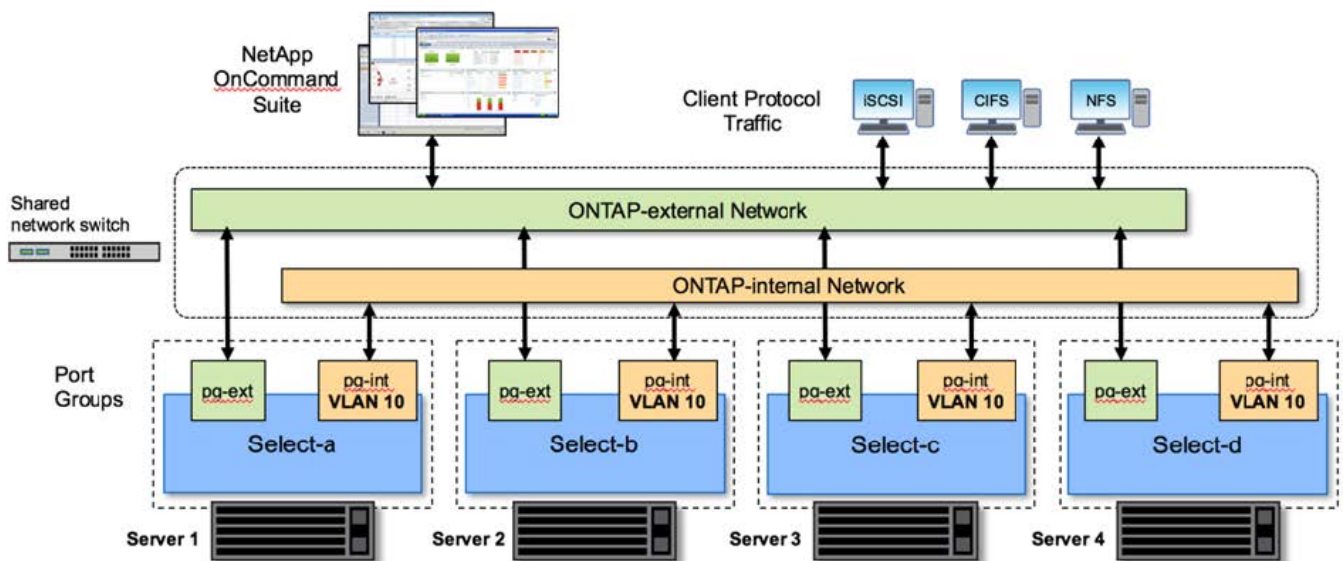 NetApp
OnCommand
Suite
Client Protocol
Traffic
iSCSI
CIFS
NFS
Shared
network switch
ONTAP-external Network
ONTAP-internal Network
Port
Groups
pg-ext
pg-int
VLAN 10
Select-a
pg-ext
pg-int
VLAN 10
Select-b
pg-ext
pg-int
VLAN 10
Select-c
pg-ext
pg-int
VLAN 10
Select-d
Server 1
Server 2
Server 3
Server 4